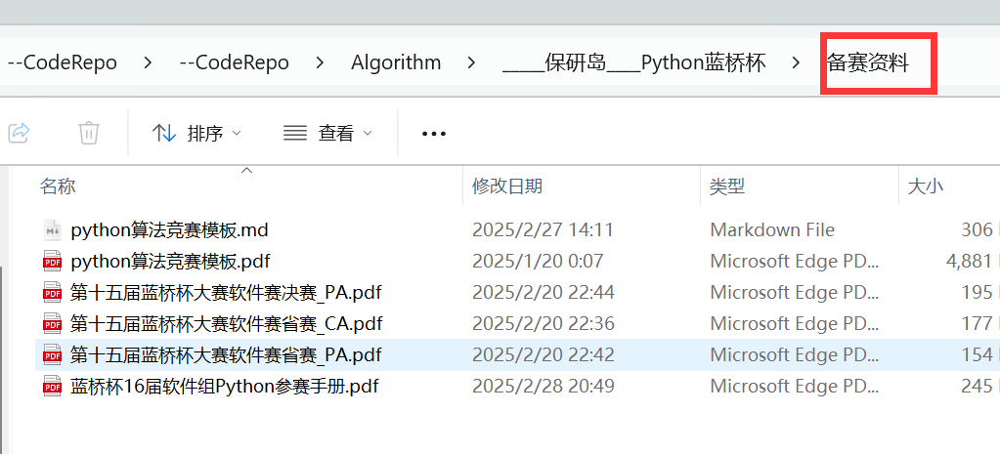 --CodeRepo > --CodeRepo > Algorithm > _____保研岛____Python蓝桥杯 > 备赛资料
排序 查看 •••
名称 修改日期 类型 大小
python算法竞赛模板.md 2025/2/27 14:11 Markdown File 306
python算法竞赛模板.pdf 2025/1/20 0:07 Microsoft Edge PD... 4,881
第十五届蓝桥杯大赛软件赛决赛_PA.pdf 2025/2/20 22:44 Microsoft Edge PD... 195
第十五届蓝桥杯大赛软件赛省赛_CA.pdf 2025/2/20 22:36 Microsoft Edge PD... 177
第十五届蓝桥杯大赛软件赛省赛_PA.pdf 2025/2/20 22:42 Microsoft Edge PD... 154
蓝桥杯16届软件组Python参赛手册.pdf 2025/2/28 20:49 Microsoft Edge PD... 245